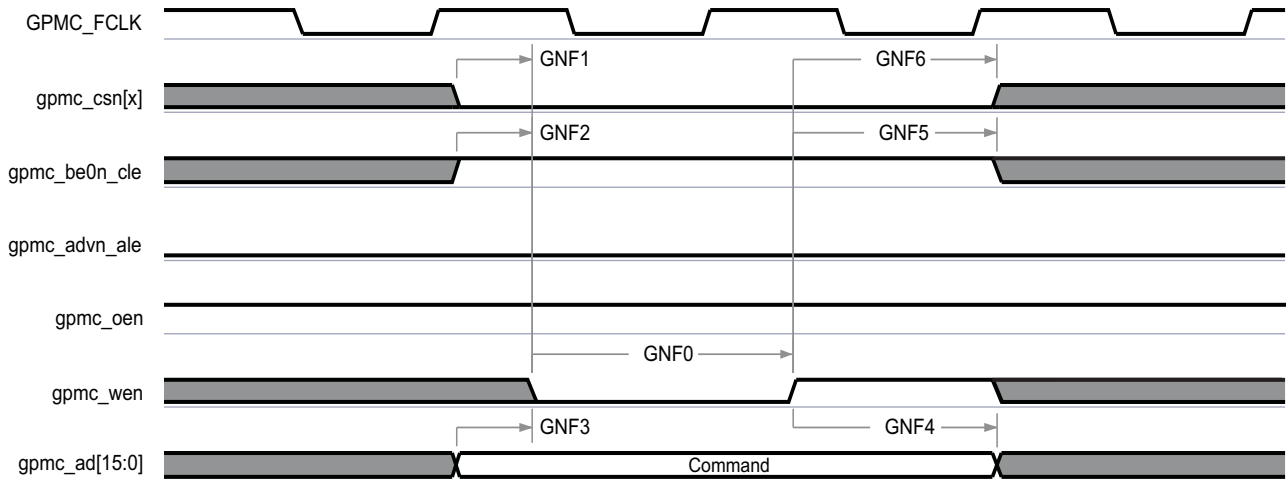 GPMC_FCLK
GNF1
GNF6
gpmc_csn[x]
GNF2
GNF5
gpmc_be0n_cle
gpmc_advn_ale
gpmc_oen
GNF0
gpmc_wen
GNF3
GNF4
gpmc_ad[15:0]
Command